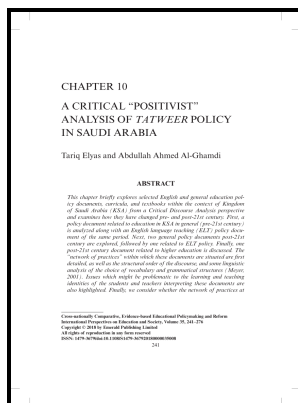 CHAPTER 10
A CRITICAL “POSITIVIST”
ANALYSIS OF TATWEER POLICY
IN SAUDI ARABIA
Tariq Elyas and Abdullah Ahmed Al-Ghamdi
ABSTRACT
This chapter briefly explores selected English and general education pol-
icy documents, curricula, and textbooks within the context of Kingdom
of Saudi Arabia (KSA) from a Critical Discourse Analysis perspective
and examines how they have changed pre- and post-21st century. First, a
policy document related to education in KSA in general (pre-21st century)
is analyzed along with an English language teaching (ELT) policy docu-
ment of the same period. Next, two general policy documents post-21st
century are explored, followed by one related to ELT policy. Finally, one
post-21st century document related to higher education is discussed. The
“network of practices” within which these documents are situated are first
detailed, as well as the structural order of the discourse, and some linguistic
analysis of the choice of vocabulary and grammatical structures (Meyer,
2001). Issues which might be problematic to the learning and teaching
identities of the students and teachers interpreting these documents are
also highlighted. Finally, we consider whether the network of practices at
Cross-nationally Comparative, Evidence-based Educational Policymaking and Reform
International Perspectives on Education and Society, Volume 35, 241–276
Copyright © 2018 by Emerald Publishing Limited
All rights of reproduction in any form reserved
ISSN: 1479-3679/doi:10.1108/S1479-367920180000035008
241